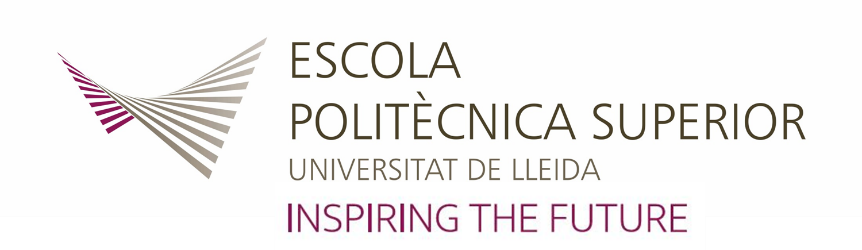 ESCOLA
POLITÈCNICA SUPERIOR
UNIVERSITAT DE LLEIDA
INSPIRING THE FUTURE